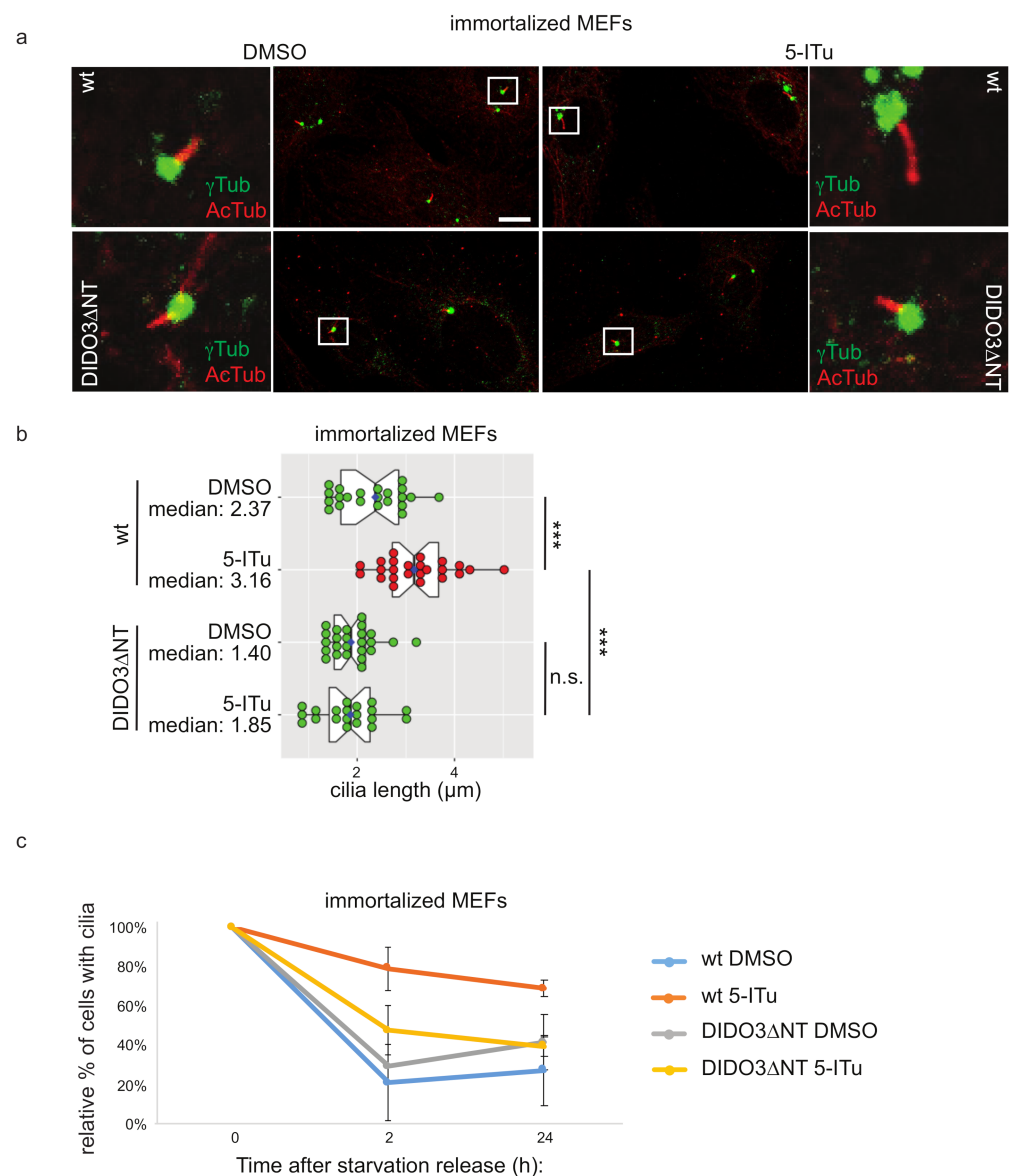 a
immortalized MEFs
DMSO
5-ITu
wt
γTub
AcTub
wt
γTub
AcTub
DIDO3ΔNT
γTub
AcTub
DIDO3ΔNT
γTub
AcTub
b
immortalized MEFs
wt
DMSO
median: 2.37
5-ITu
median: 3.16
DIDO3ΔNT
DMSO
median: 1.40
5-ITu
median: 1.85
***
***
n.s.
2 4
cilia length (µm)
c
immortalized MEFs
relative % of cells with cilia
100%
80%
60%
40%
20%
0%
0 2 24
Time after starvation release (h):
wt DMSO
wt 5-ITu
DIDO3ΔNT DMSO
DIDO3ΔNT 5-ITu